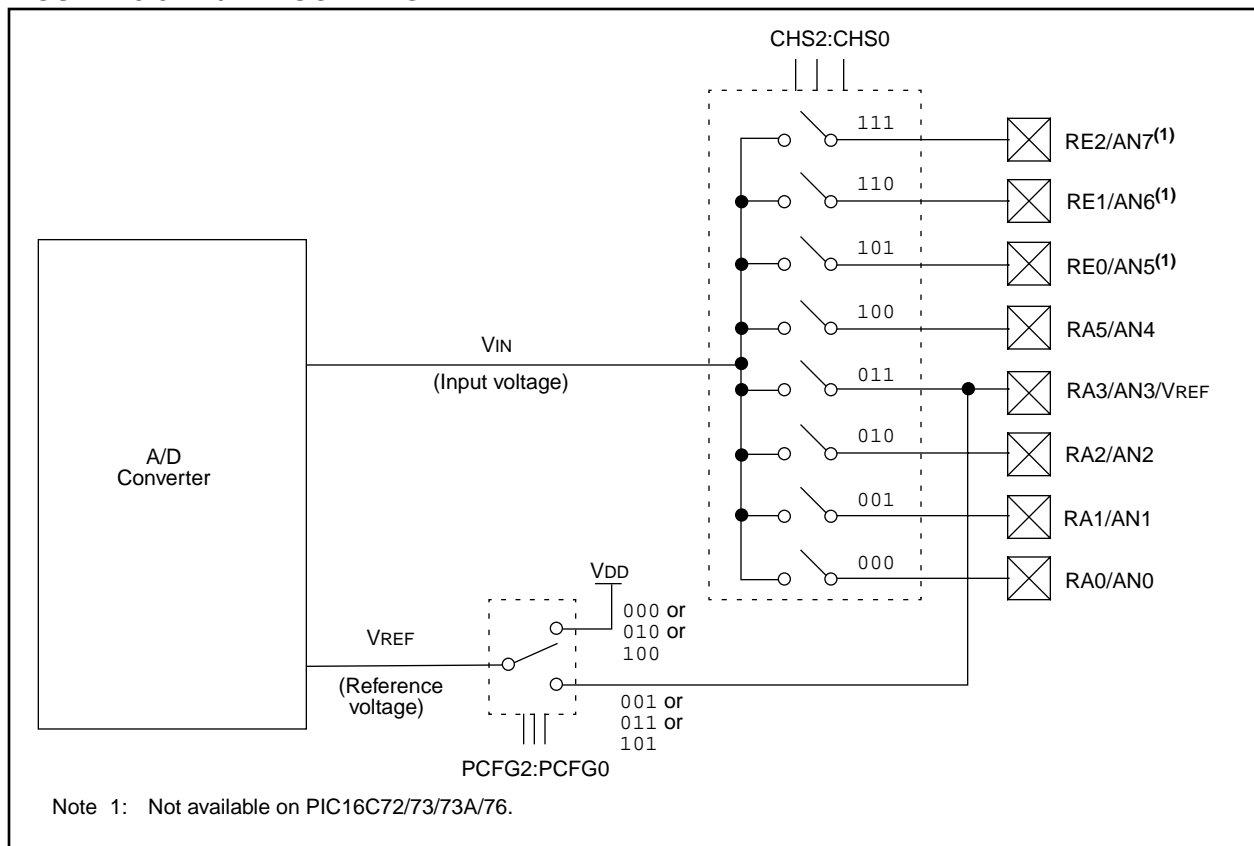 CHS2:CHS0
111
RE2/AN7(1)
110
RE1/AN6(1)
101
RE0/AN5(1)
100
RA5/AN4
VIN
(Input voltage)
011
RA3/AN3/VREF
A/D
Converter
010
RA2/AN2
001
RA1/AN1
000
RA0/AN0
VDD
000 or
010 or
100
VREF
(Reference
voltage)
001 or
011 or
101
PCFG2:PCFG0
Note 1: Not available on PIC16C72/73/73A/76.